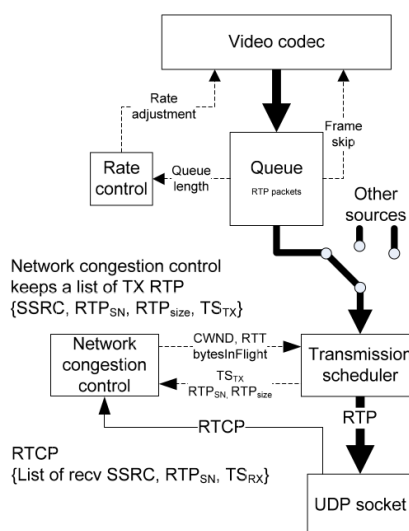 Video codec
Rate
adjustment
Frame
skip
Rate
control
Queue
length
Queue
RTP packets
Other
sources
Network congestion control
keeps a list of TX RTP
{SSRC, RTP_SN, RTP_size, TS_TX}
Network
congestion
control
CWND, RTT
bytesInFlight
TS_TX
RTP_SN, RTP_size
Transmission
scheduler
RTP
RTCP
RTCP
{List of recv SSRC, RTP_SN, TS_RX}
UDP socket